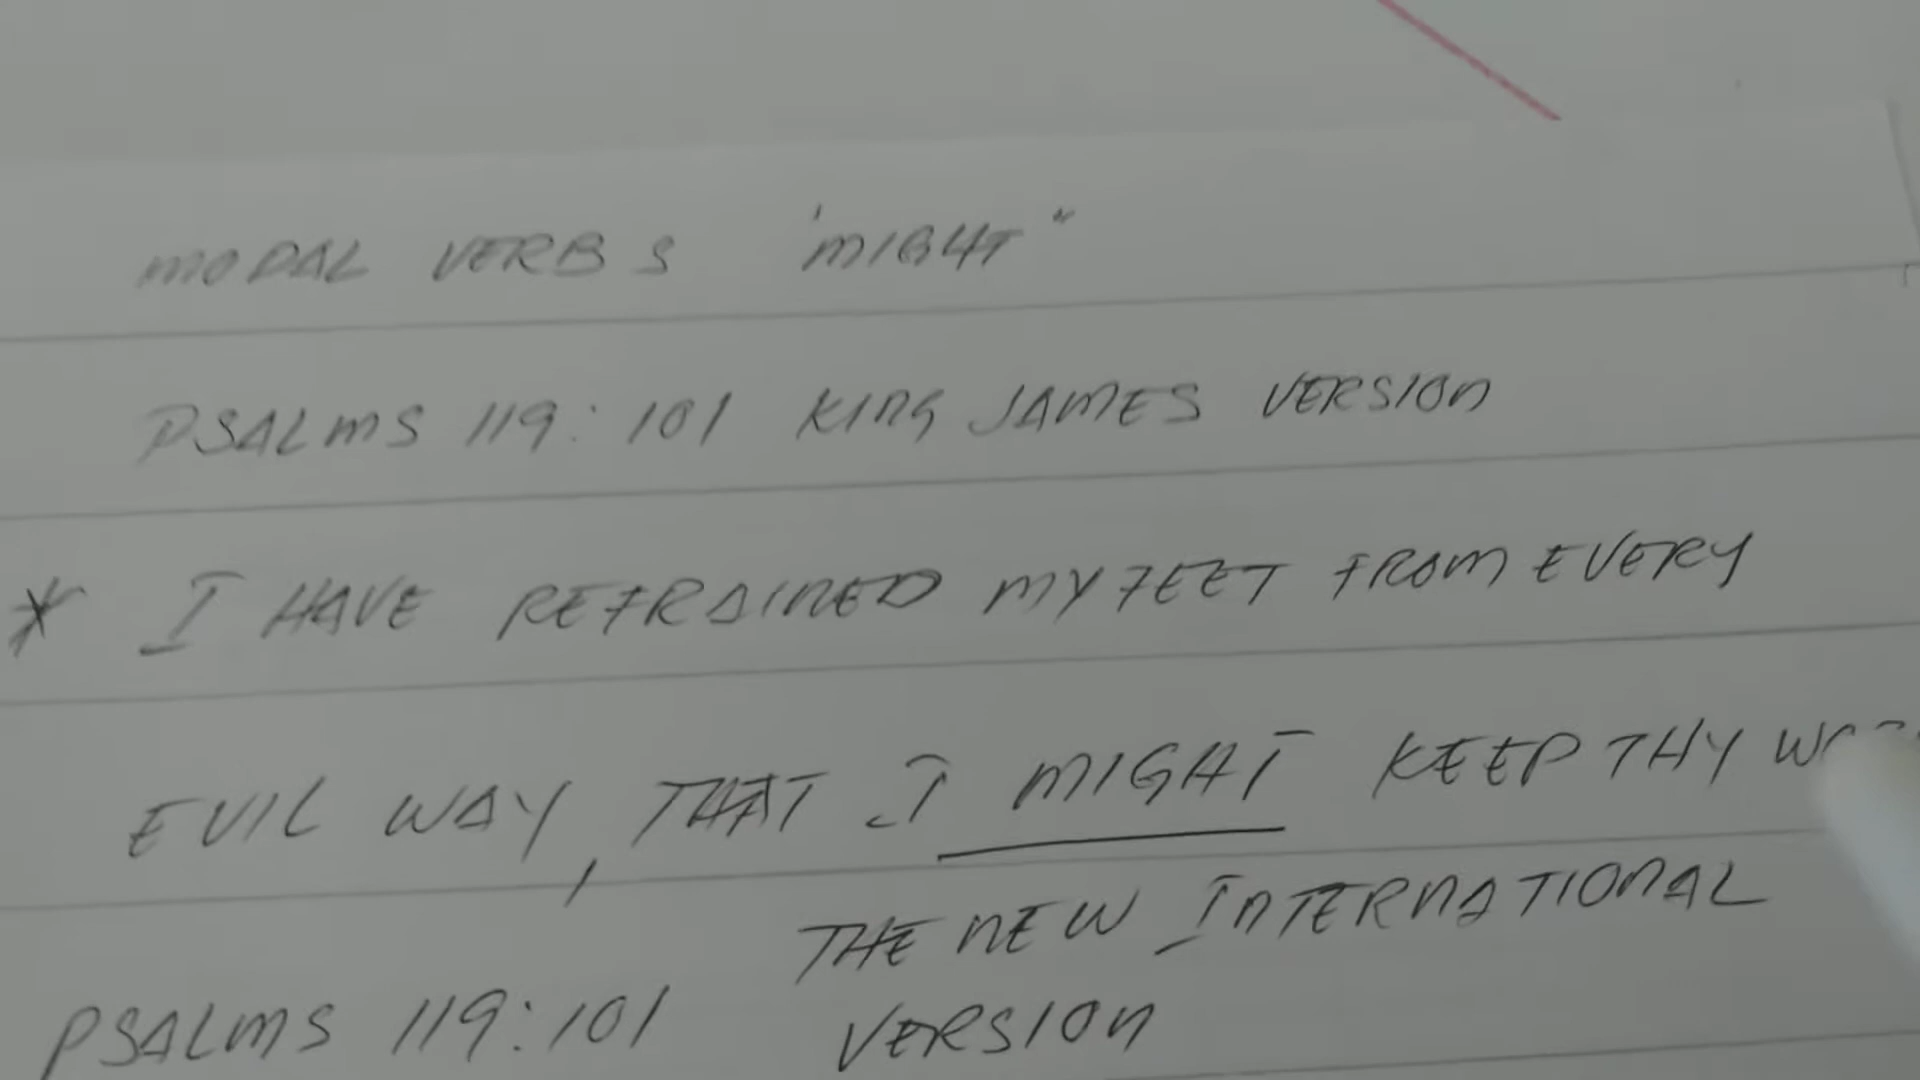 MODAL VERBS 'MIGHT"
PSALMS 119:101 KING JAMES VERSION
* I HAVE REFRAINED MY FEET FROM EVERY
EVIL WAY, THAT I MIGHT KEEP THY
THE NEW INTERNATIONAL
PSALMS 119:101 VERSION